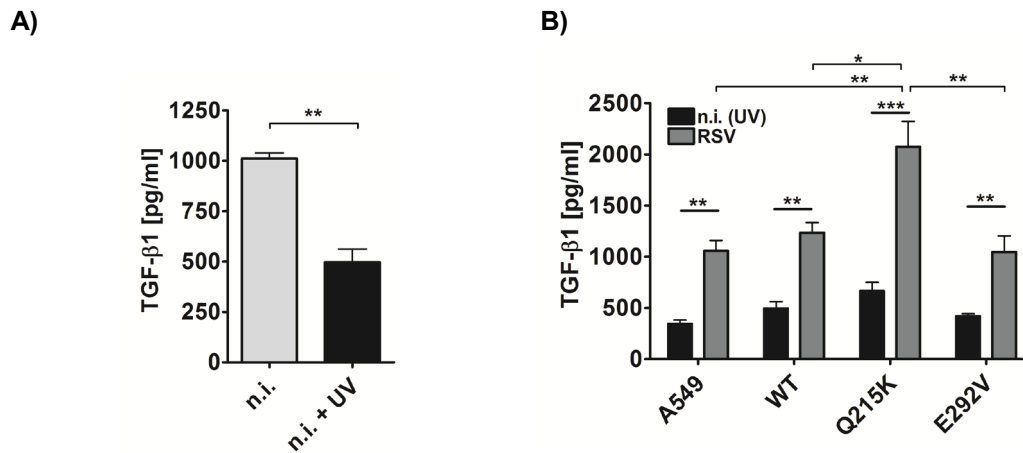 A)
B)
TGF-β1 [pg/ml]
1250
1000
750
500
250
0
**
n.i.
n.i. + UV
TGF-β1 [pg/ml]
2500
2000
1500
1000
500
0
n.i. (UV)
RSV
*
**
**
***
**
**
**
A549
WT
Q215K
E292V